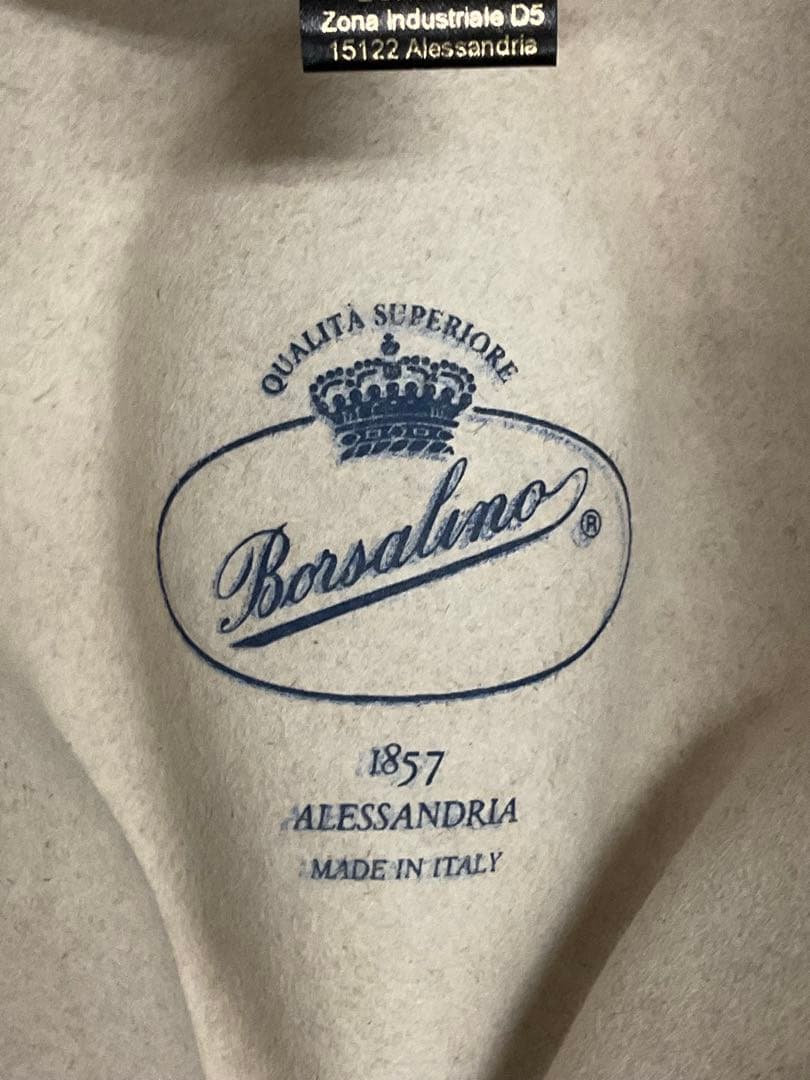 Zona Industriale D5
15122 Alessandria
QUALITÀ SUPERIORE
Borsalino ®
1857
ALESSANDRIA
MADE IN ITALY